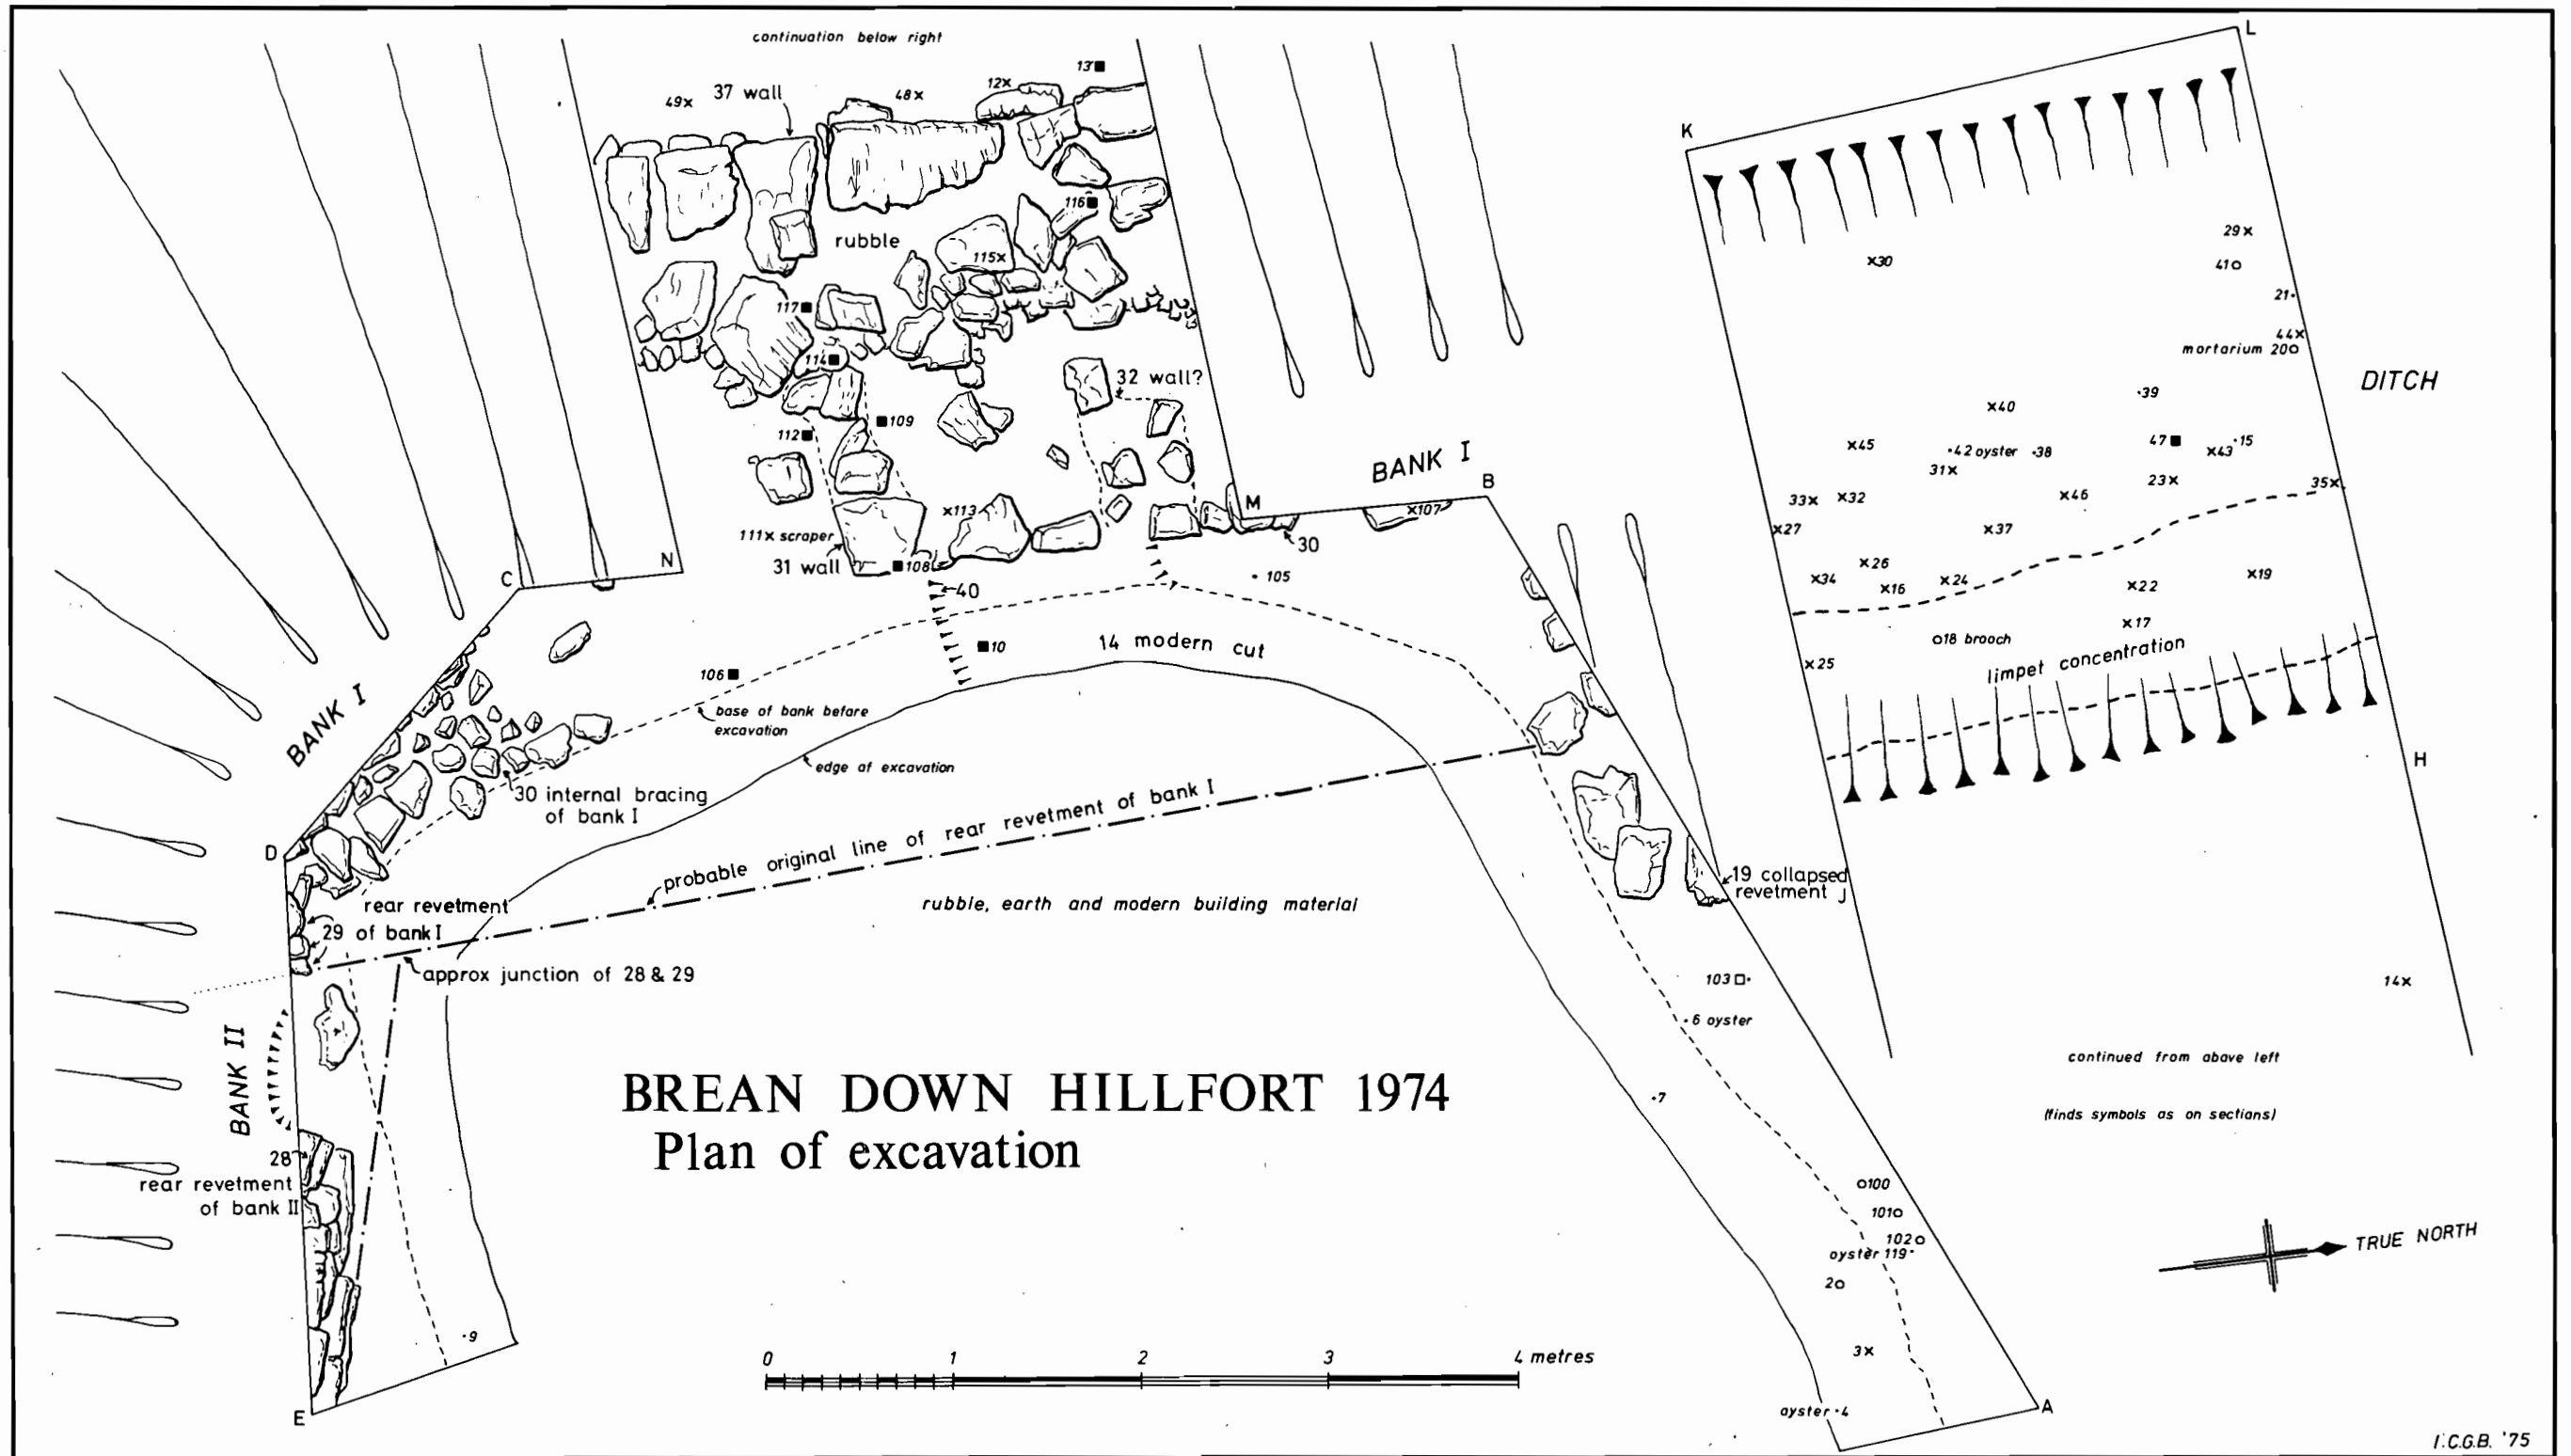 continuation below right
13
12x
49x
37 wall
48x
116
rubble
115x
117
114
32 wall?
109
112
x113
111x scraper
31 wall
108
40
M
BANK I
B
x107
30
105
N
C
10
14 modern cut
106
base of bank before
excavation
edge of excavation
BANK I
30 internal bracing
of bank I
D
probable original line of rear revetment of bank I
rear revetment
29 of bank I
approx junction of 28 & 29
rubble, earth and modern building material
19 collapsed
revetment J
BANK II
28
rear revetment
of bank II
9
E
BREAN DOWN HILLFORT 1974
Plan of excavation
0 1 2 3 4 metres
103
6 oyster
7
100
101
102
oyster 119
2
3x
oyster 4
A
L
K
29x
x30
41
21
44x
mortarium 20
DITCH
39
x40
x45
42 oyster
38
47
x43
15
31x
23x
35x
33x
x32
x46
x27
x37
x26
x34
x16
x24
x22
x19
x17
18 brooch
limpet concentration
x25
H
14x
continued from above left
(finds symbols as on sections)
TRUE NORTH
I.C.G.B. '75